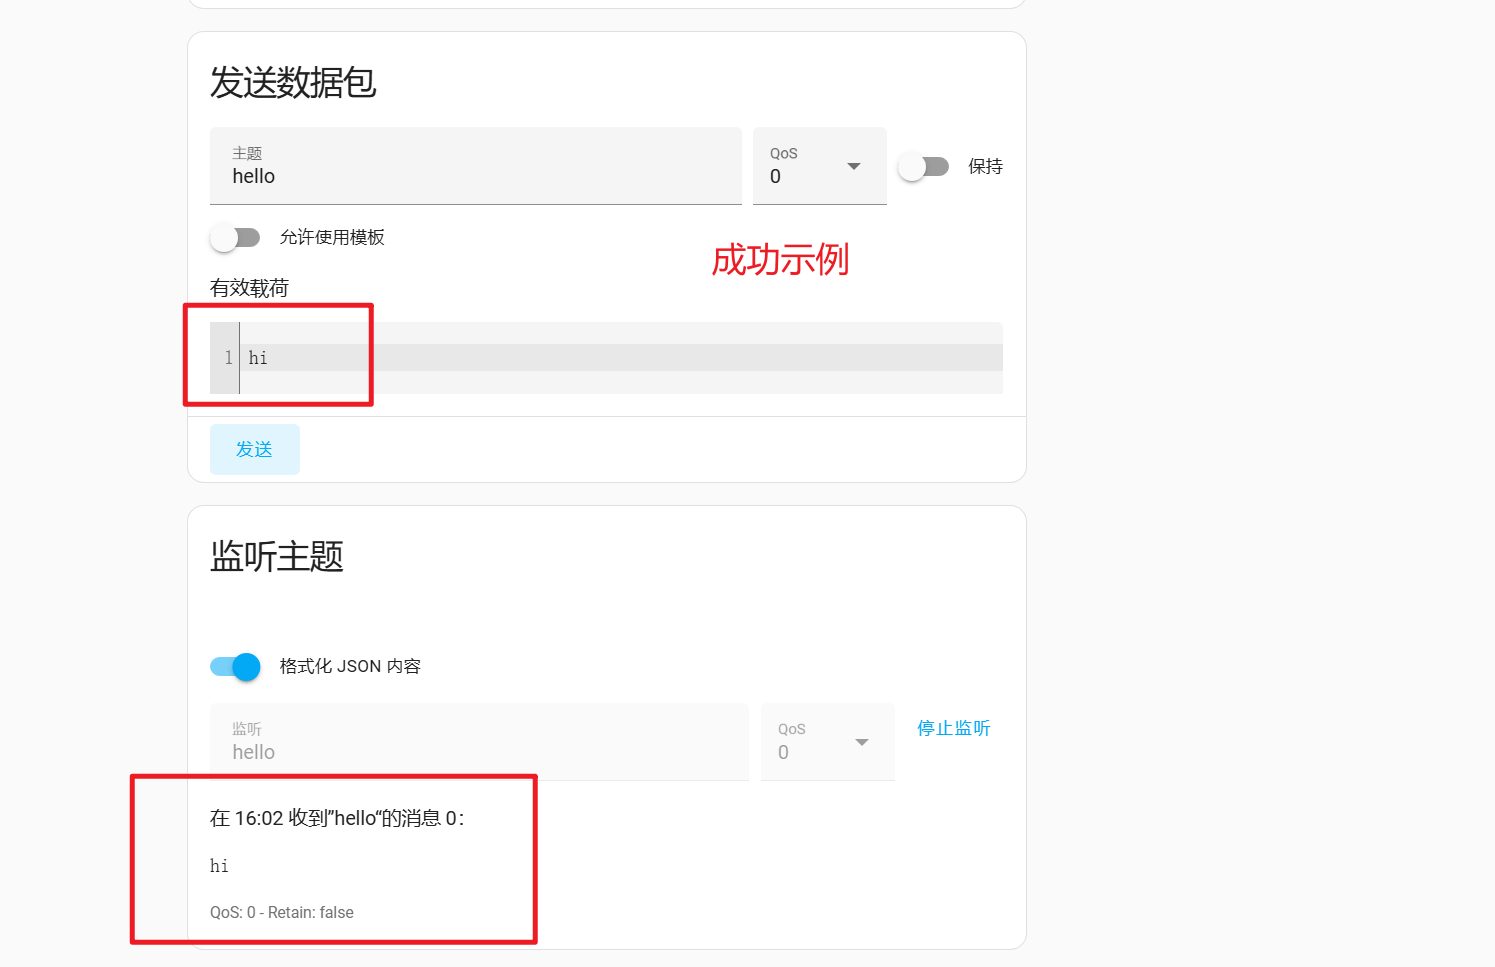 发送数据包
主题
hello
QoS
0
保持
允许使用模板
成功示例
有效载荷
1 hi
发送
监听主题
格式化 JSON 内容
监听
hello
QoS
0
停止监听
在 16:02 收到”hello“的消息 0：
hi
QoS: 0 - Retain: false